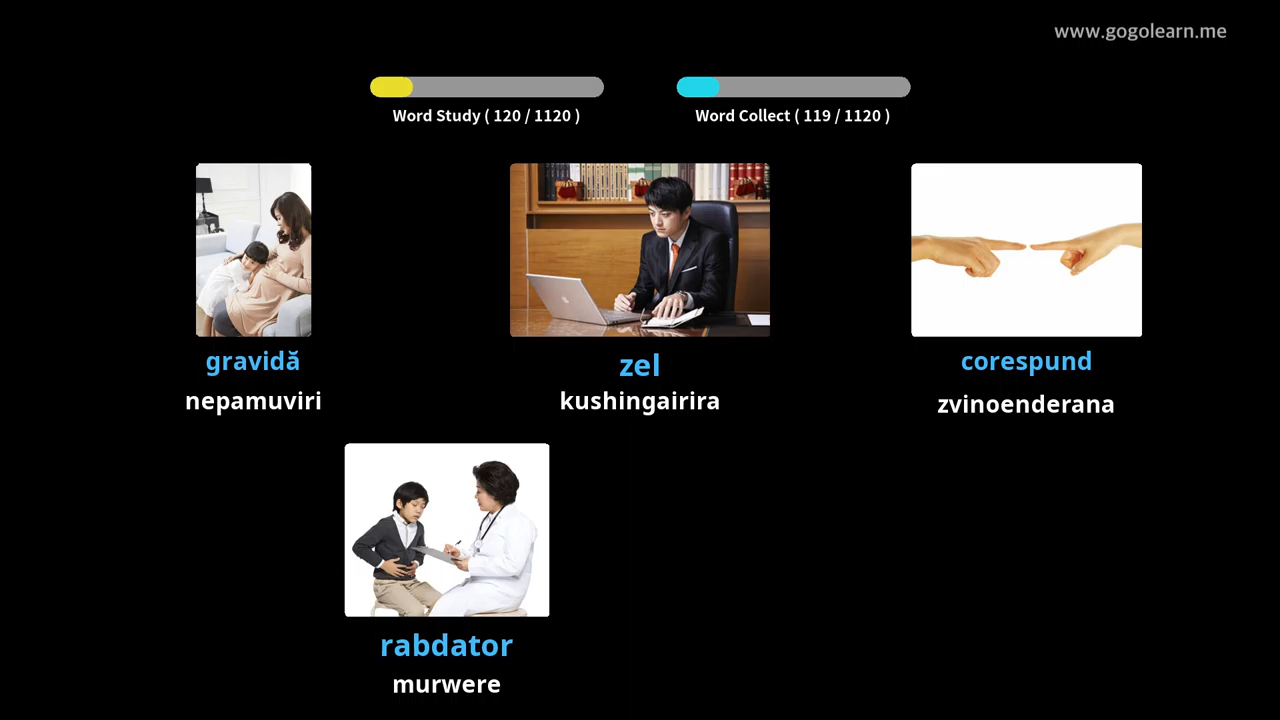 www.gogolearn.me
Word Study ( 120 / 1120 )
Word Collect ( 119 / 1120 )
gravidă
nepamuviri
zel
kushingairira
corespund
zvinoenderana
rabdator
murwere